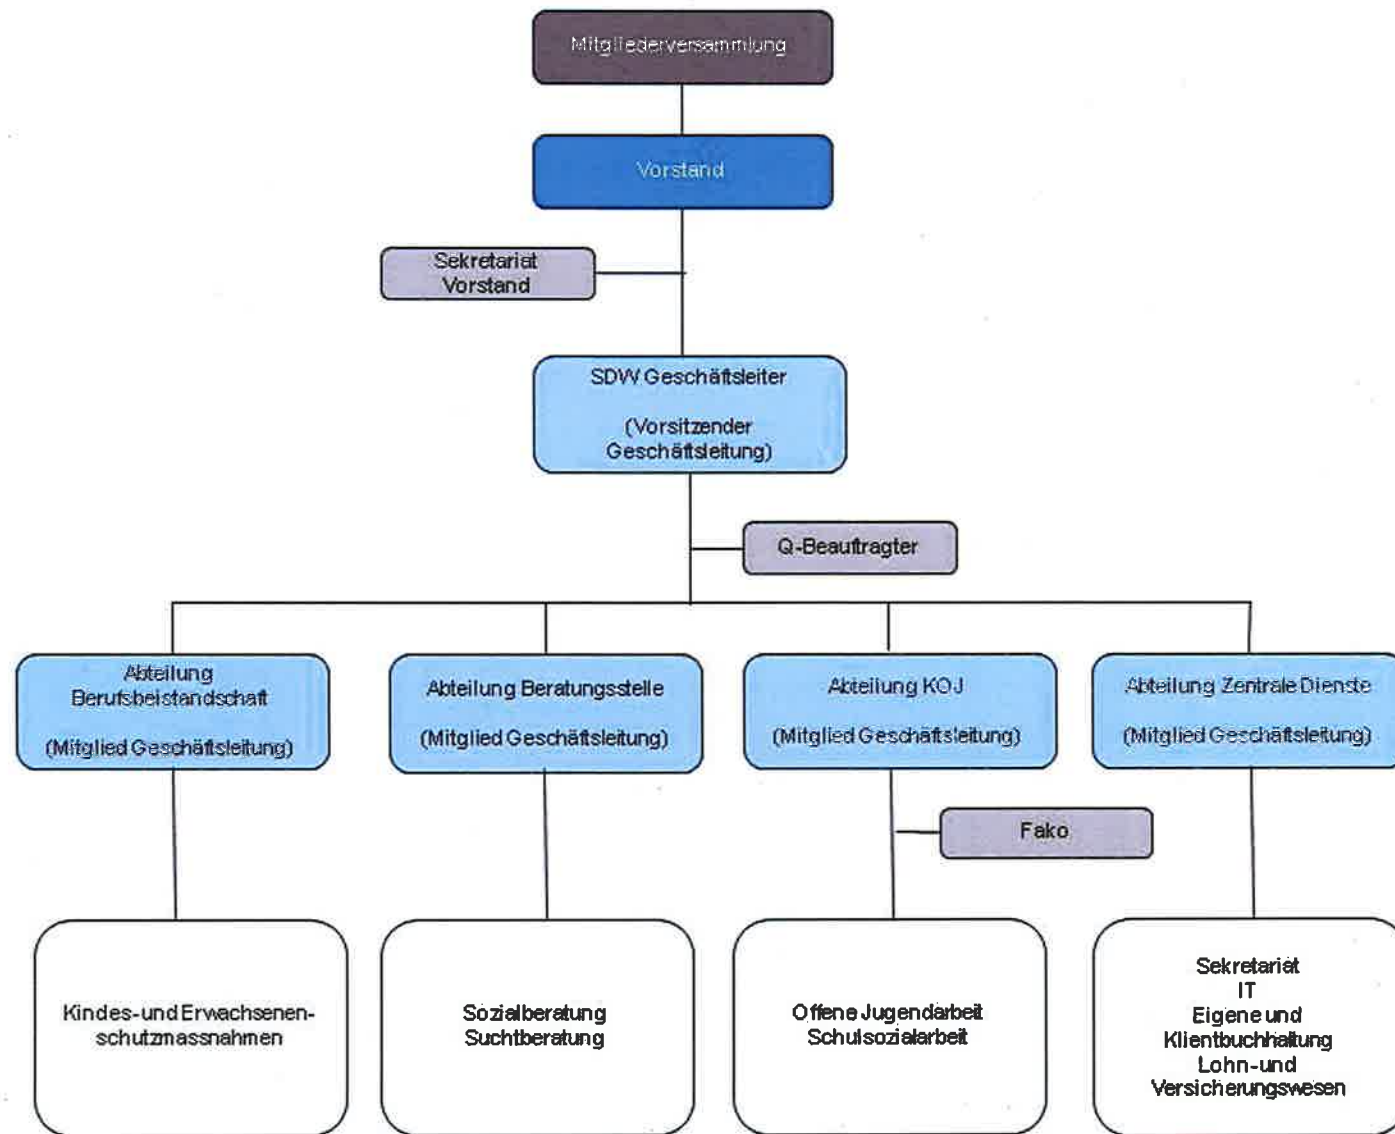 Mitgliederversammlung
Vorstand
Sekretariat
Vorstand
SDW Geschäftsleiter
(Vorsitzender
Geschäftsleitung)
Q-Beauftragter
Abteilung
Berufsbeistandschaft
(Mitglied Geschäftsleitung)
Abteilung Beratungsstelle
(Mitglied Geschäftsleitung)
Abteilung KOJ
(Mitglied Geschäftsleitung)
Abteilung Zentrale Dienste
(Mitglied Geschäftsleitung)
Fako
Kindes-und Erwachsenen-
schutzmassnahmen
Sozialberatung
Suchtberatung
Offene Jugendarbeit
Schulsozialarbeit
Sekretariat
IT
Eigene und
Klientbuchhaltung
Lohn-und
Versicherungswesen